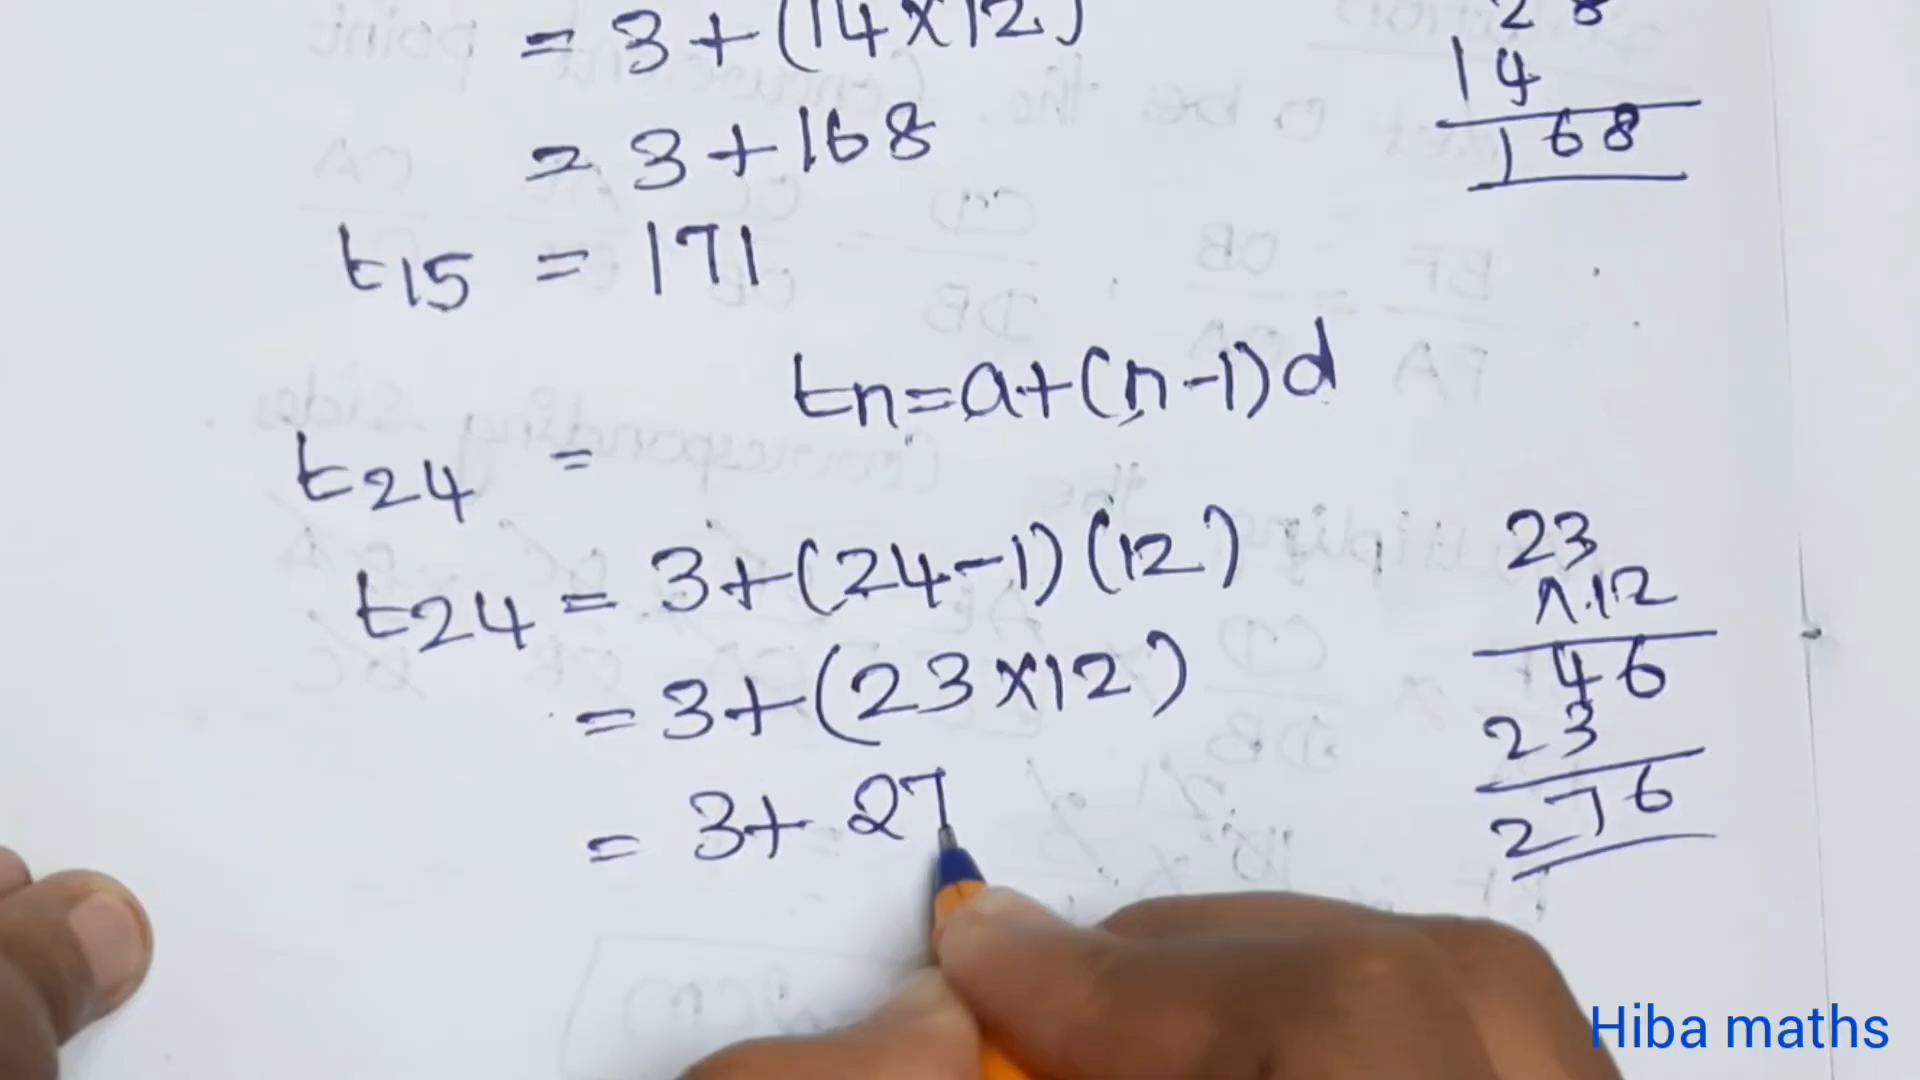 = 3+(14×12)
= 3+168
t15 = 171
tn=a+(n-1)d
t24 =
t24 = 3+(24-1)(12)
= 3+(23×12)
= 3+ 27
28
14
168
23
×12
46
23
276
Hiba maths